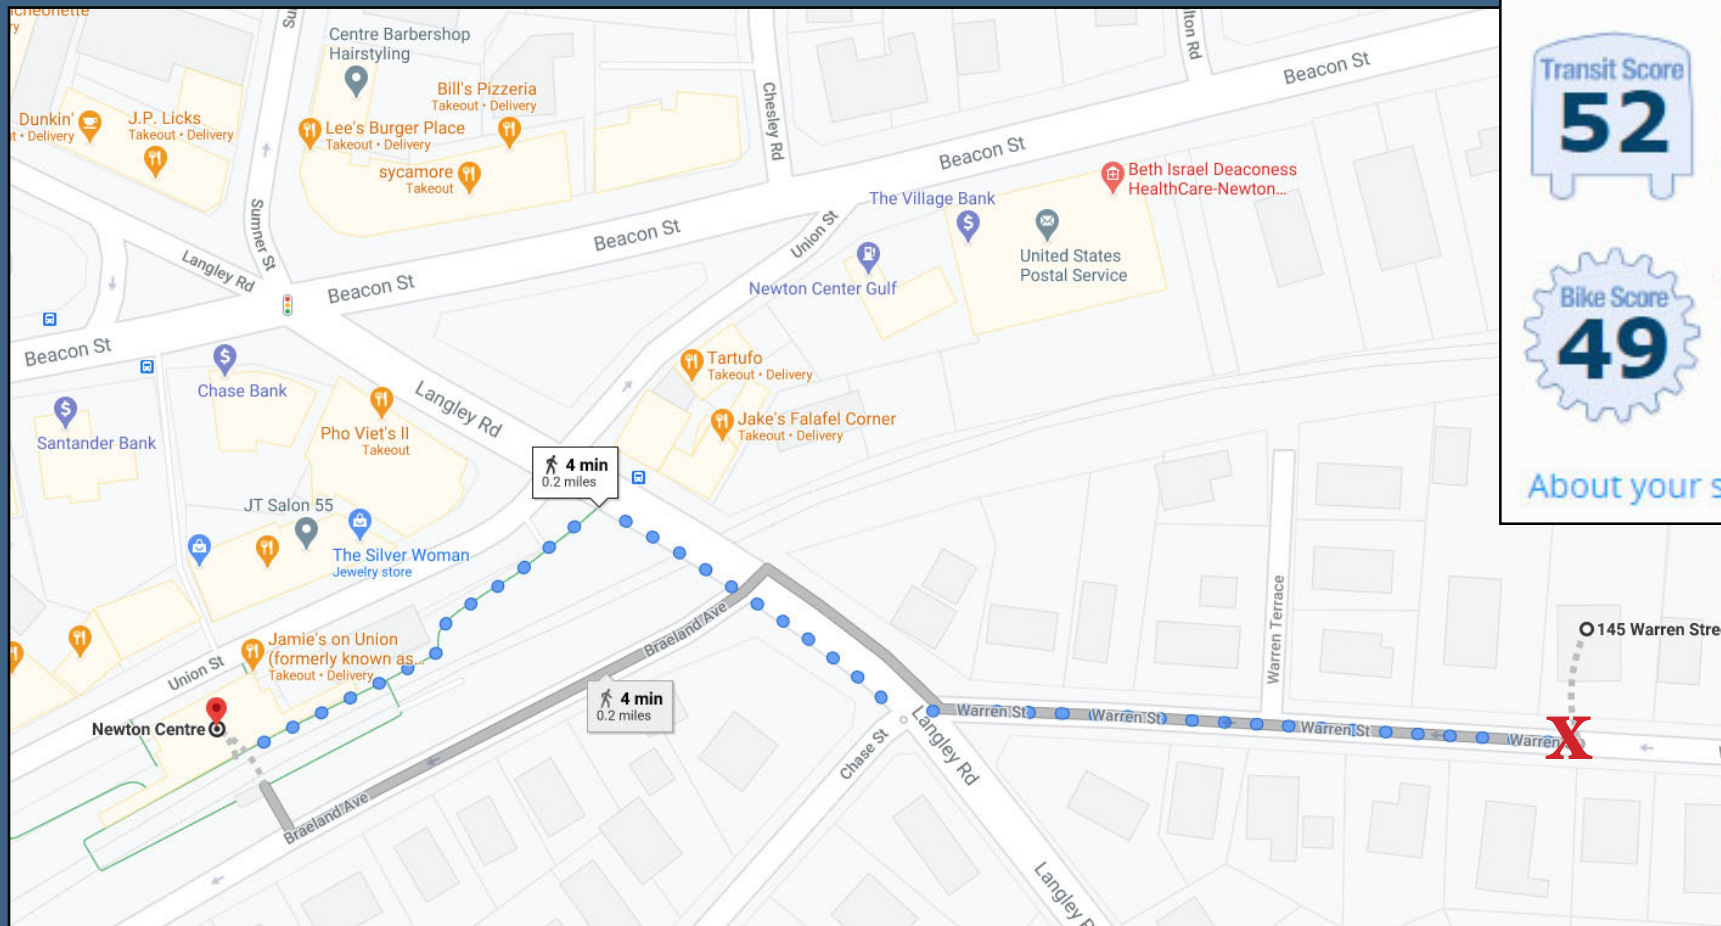 Centre Barbershop
Hairstyling
Bill's Pizzeria
Takeout • Delivery
Dunkin'
Delivery
J.P. Licks
Takeout • Delivery
Lee's Burger Place
Takeout • Delivery
sycamore
Takeout
Chesley Rd
Beacon St
Beacon St
Beth Israel Deaconess
HealthCare-Newton...
The Village Bank
Sumner St
Langley Rd
Beacon St
Union St
United States
Postal Service
Newton Center Gulf
Beacon St
Beacon St
Chase Bank
Tartufo
Takeout • Delivery
Langley Rd
Jake's Falafel Corner
Takeout • Delivery
Santander Bank
Pho Viet's II
Takeout
4 min
0.2 miles
JT Salon 55
The Silver Woman
Jewelry store
Braeland Ave
Warren Terrace
145 Warren Stree
Jamie's on Union
(formerly known as...
Takeout • Delivery
Union St
4 min
0.2 miles
Newton Centre
Warren St
Warren St
Warren St
Warren
X
Langley Rd
Chase St
Braeland Ave
Langley R
Transit Score
52
Bike Score
49
About your s